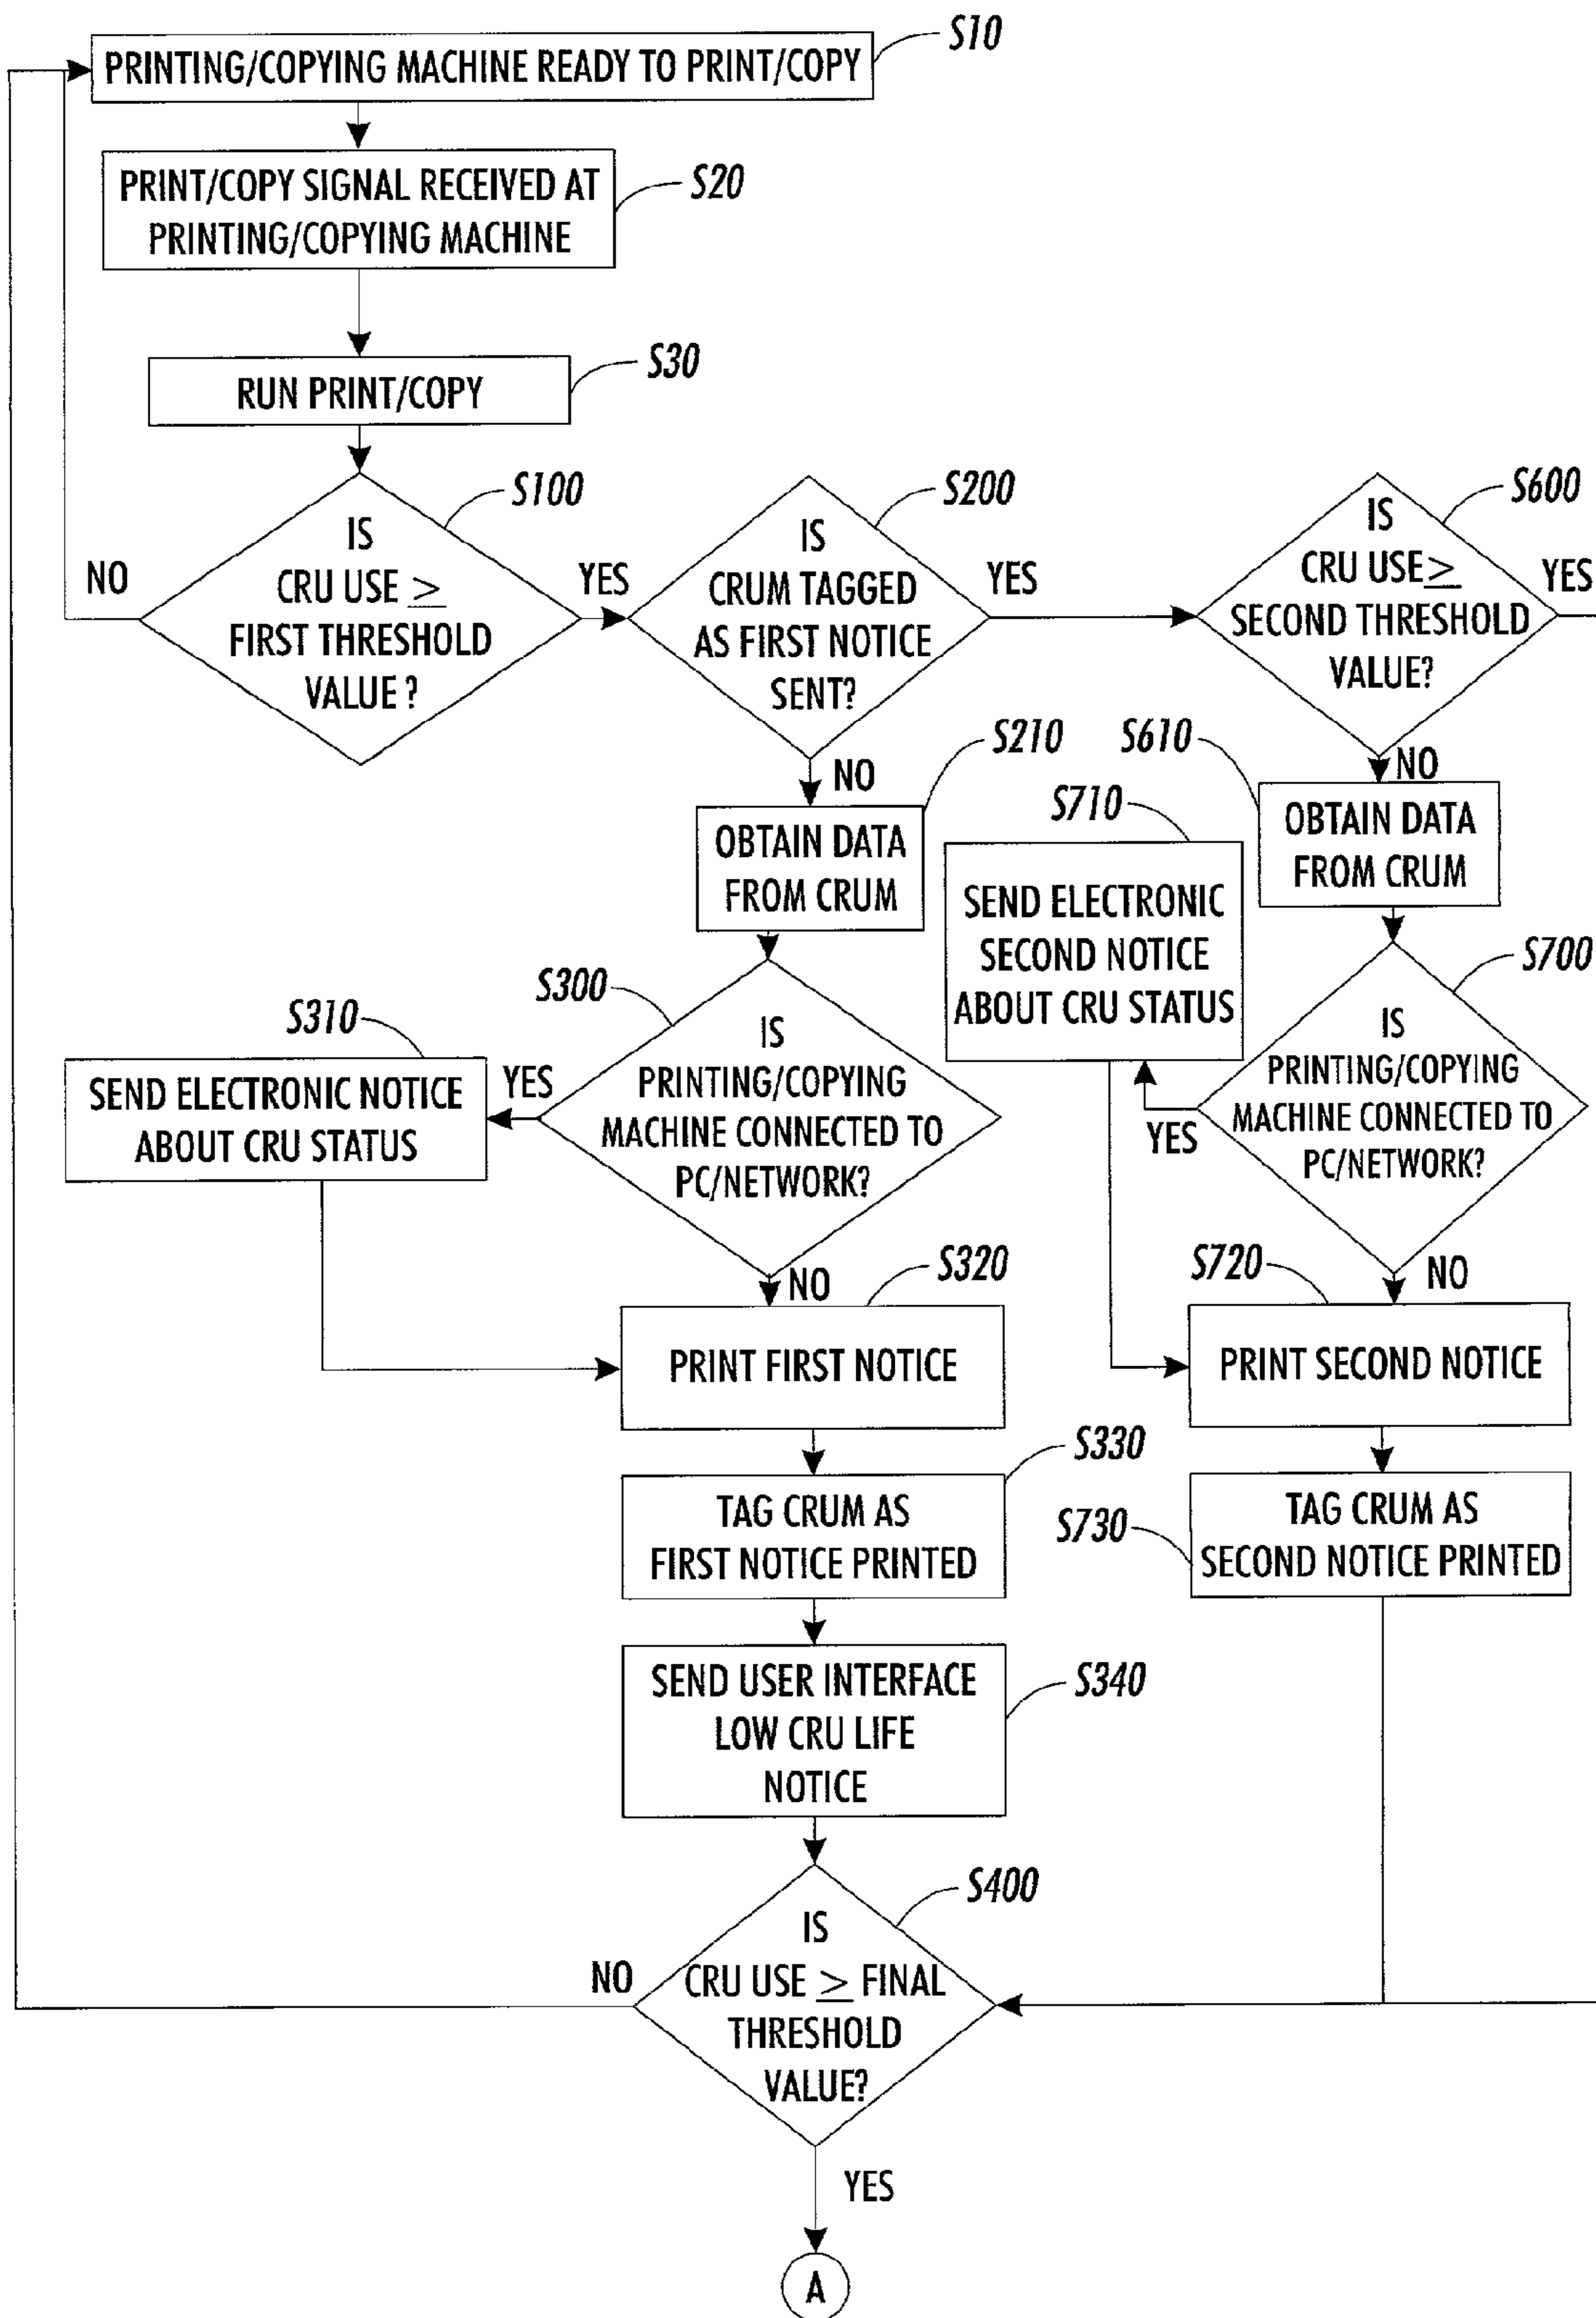 PRINTING/COPYING MACHINE READY TO PRINT/COPY
S10
PRINT/COPY SIGNAL RECEIVED AT
PRINTING/COPYING MACHINE
S20
RUN PRINT/COPY
S30
IS
CRU USE ≥
FIRST THRESHOLD
VALUE ?
S100
NO
YES
IS
CRUM TAGGED
AS FIRST NOTICE
SENT?
S200
YES
NO
IS
CRU USE ≥
SECOND THRESHOLD
VALUE?
S600
YES
NO
OBTAIN DATA
FROM CRUM
S210
OBTAIN DATA
FROM CRUM
S610
SEND ELECTRONIC
SECOND NOTICE
ABOUT CRU STATUS
S710
IS
PRINTING/COPYING
MACHINE CONNECTED TO
PC/NETWORK?
S300
YES
NO
IS
PRINTING/COPYING
MACHINE CONNECTED TO
PC/NETWORK?
S700
YES
NO
SEND ELECTRONIC NOTICE
ABOUT CRU STATUS
S310
PRINT FIRST NOTICE
S320
PRINT SECOND NOTICE
S720
TAG CRUM AS
FIRST NOTICE PRINTED
S330
TAG CRUM AS
SECOND NOTICE PRINTED
S730
SEND USER INTERFACE
LOW CRU LIFE
NOTICE
S340
IS
CRU USE ≥ FINAL
THRESHOLD
VALUE?
S400
NO
YES
A